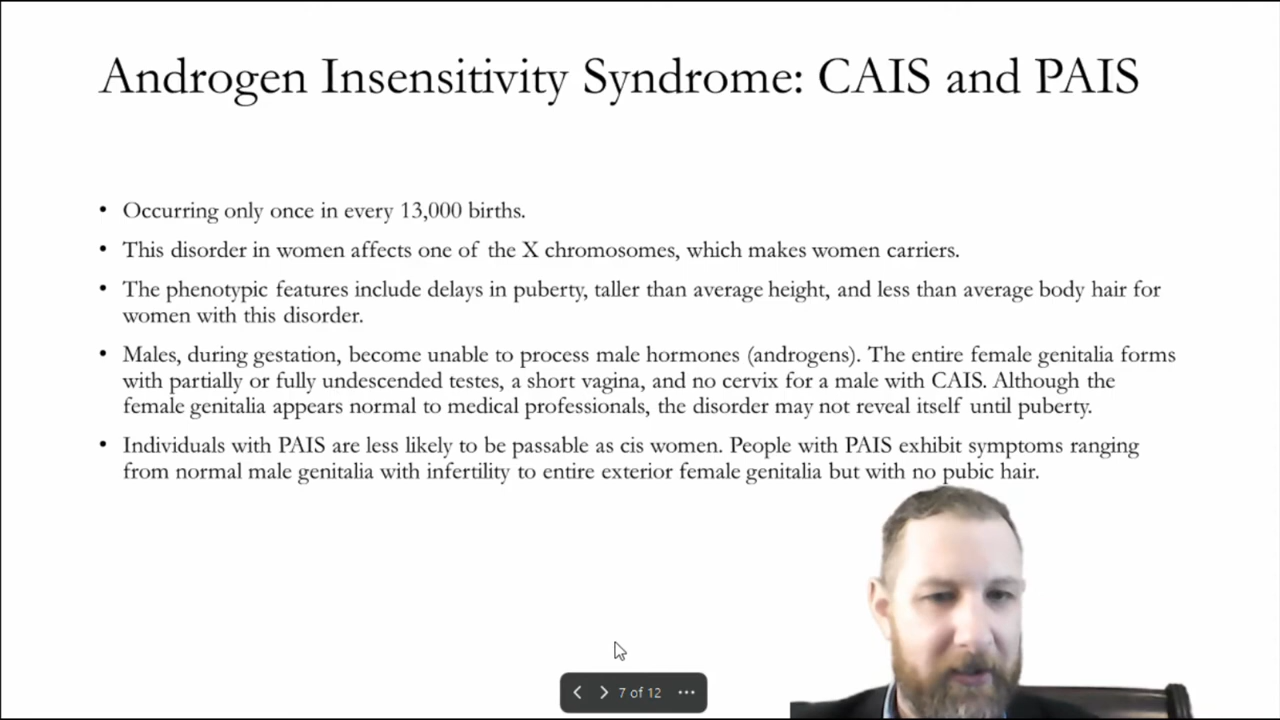 Androgen Insensitivity Syndrome: CAIS and PAIS
• Occurring only once in every 13,000 births.
• This disorder in women affects one of the X chromosomes, which makes women carriers.
• The phenotypic features include delays in puberty, taller than average height, and less than average body hair for
women with this disorder.
• Males, during gestation, become unable to process male hormones (androgens). The entire female genitalia forms
with partially or fully undescended testes, a short vagina, and no cervix for a male with CAIS. Although the
female genitalia appears normal to medical professionals, the disorder may not reveal itself until puberty.
• Individuals with PAIS are less likely to be passable as cis women. People with PAIS exhibit symptoms ranging
from normal male genitalia with infertility to entire exterior female genitalia but with no pubic hair.
7 of 12